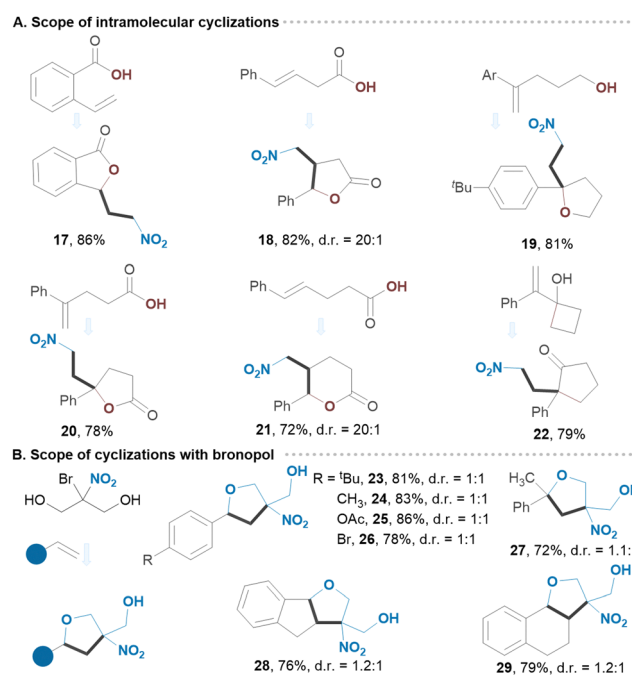 A. Scope of intramolecular cyclizations
O
OH
Ph
O
OH
Ar
OH
O
O
NO2
17, 86%
O2N
Ph
O
O
18, 82%, d.r. = 20:1
O2N
tBu
O
19, 81%
Ph
O
OH
Ph
O
OH
OH
Ph
O2N
Ph
O
O
20, 78%
O2N
Ph
O
O
21, 72%, d.r. = 20:1
O2N
O
Ph
22, 79%
B. Scope of cyclizations with bronopol
Br NO2
HO OH
O
OH
NO2
R
R = tBu, 23, 81%, d.r. = 1:1
CH3, 24, 83%, d.r. = 1:1
OAc, 25, 86%, d.r. = 1:1
Br, 26, 78%, d.r. = 1:1
H3C
Ph
O
NO2
27, 72%, d.r. = 1.1:
O
OH
NO2
O
OH
NO2
28, 76%, d.r. = 1.2:1
O
OH
NO2
29, 79%, d.r. = 1.2:1